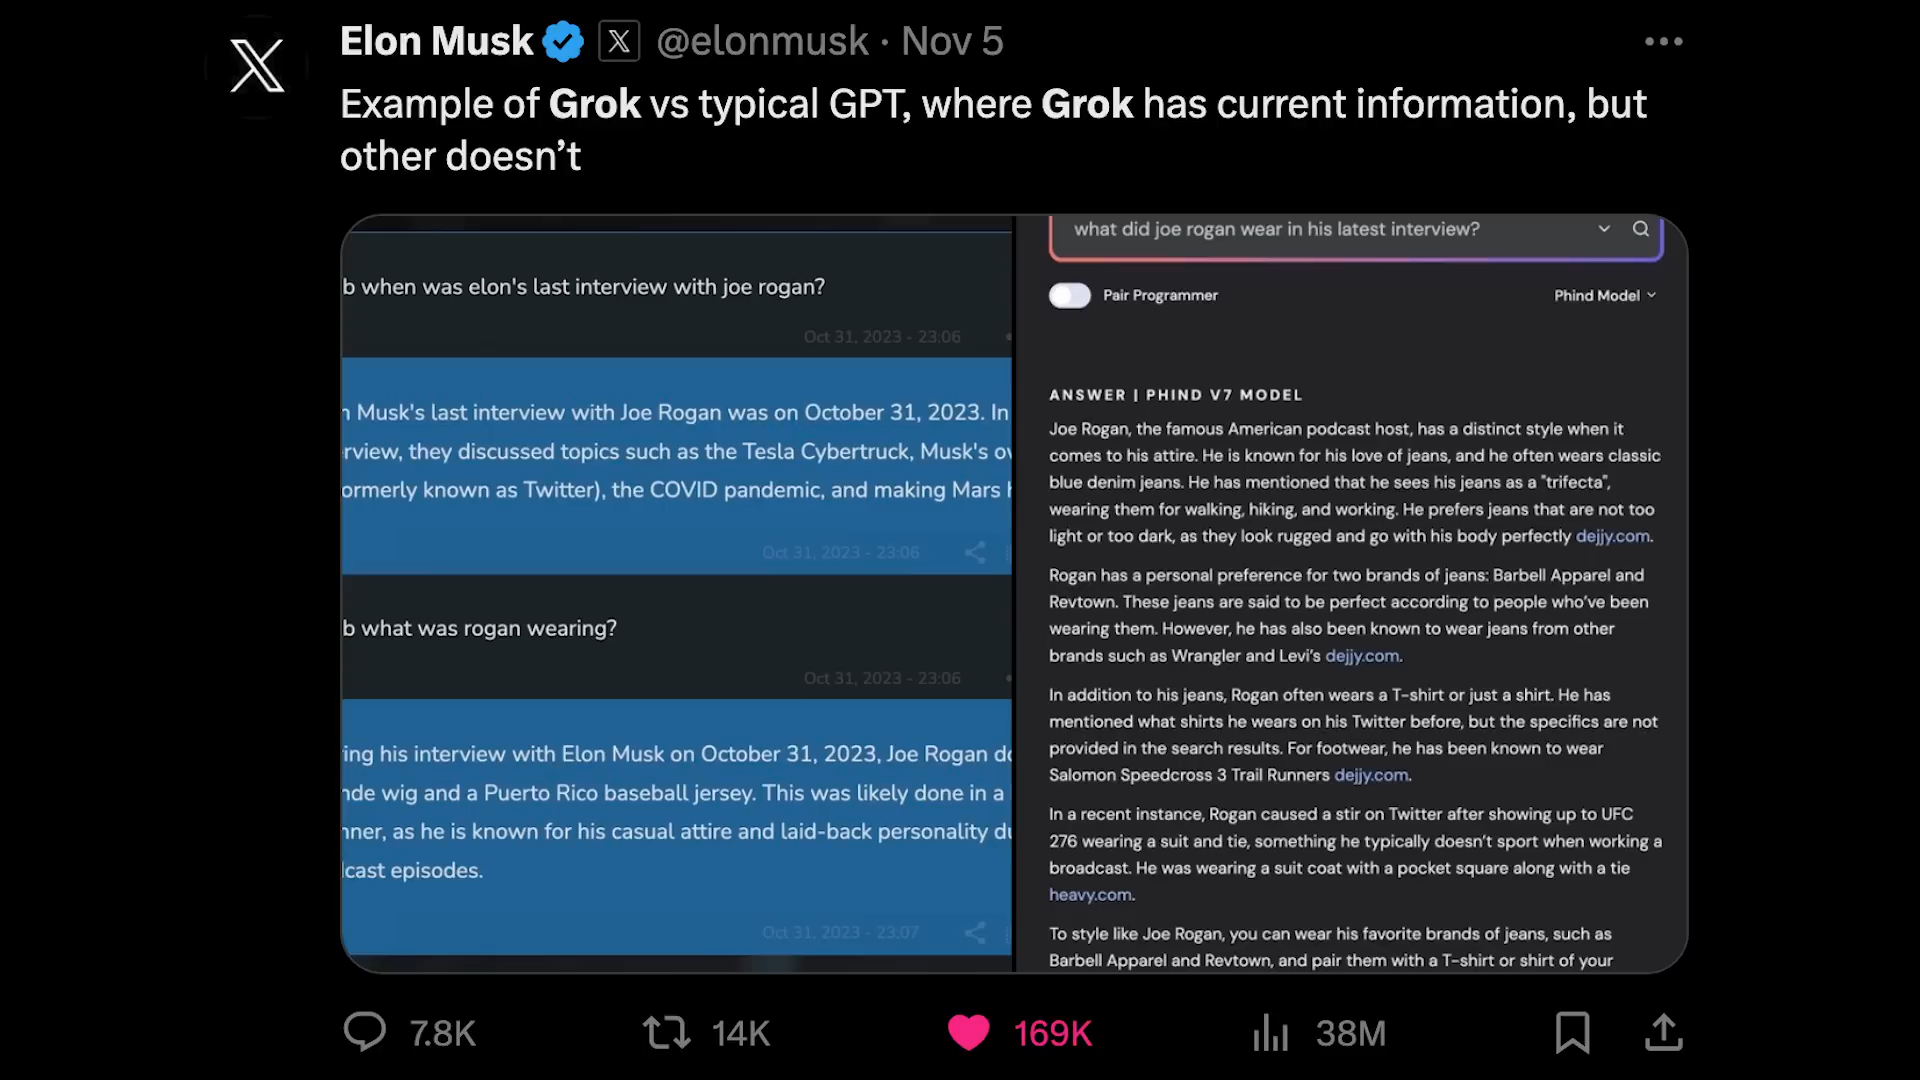 Elon Musk @elonmusk · Nov 5
Example of Grok vs typical GPT, where Grok has current information, but
other doesn’t
b when was elon's last interview with joe rogan?
Oct 31, 2023 - 23:06
n Musk's last interview with Joe Rogan was on October 31, 2023. In
rview, they discussed topics such as the Tesla Cybertruck, Musk's ov
ormerly known as Twitter), the COVID pandemic, and making Mars h
Oct 31, 2023 - 23:06
b what was rogan wearing?
Oct 31, 2023 - 23:06
ring his interview with Elon Musk on October 31, 2023, Joe Rogan do
nde wig and a Puerto Rico baseball jersey. This was likely done in a
nner, as he is known for his casual attire and laid-back personality du
cast episodes.
Oct 31, 2023 - 23:07
what did joe rogan wear in his latest interview?
Pair Programmer
Phind Model
ANSWER | PHIND V7 MODEL
Joe Rogan, the famous American podcast host, has a distinct style when it
comes to his attire. He is known for his love of jeans, and he often wears classic
blue denim jeans. He has mentioned that he sees his jeans as a "trifecta",
wearing them for walking, hiking, and working. He prefers jeans that are not too
light or too dark, as they look rugged and go with his body perfectly dejjy.com.
Rogan has a personal preference for two brands of jeans: Barbell Apparel and
Revtown. These jeans are said to be perfect according to people who’ve been
wearing them. However, he has also been known to wear jeans from other
brands such as Wrangler and Levi’s dejjy.com.
In addition to his jeans, Rogan often wears a T-shirt or just a shirt. He has
mentioned what shirts he wears on his Twitter before, but the specifics are not
provided in the search results. For footwear, he has been known to wear
Salomon Speedcross 3 Trail Runners dejjy.com.
In a recent instance, Rogan caused a stir on Twitter after showing up to UFC
276 wearing a suit and tie, something he typically doesn’t sport when working a
broadcast. He was wearing a suit coat with a pocket square along with a tie
heavy.com.
To style like Joe Rogan, you can wear his favorite brands of jeans, such as
Barbell Apparel and Revtown, and pair them with a T-shirt or shirt of your
7.8K 14K 169K 38M